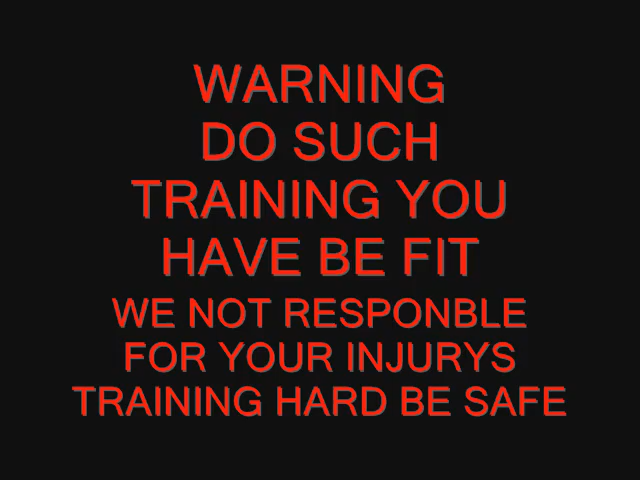 WARNING
DO SUCH
TRAINING YOU
HAVE BE FIT
WE NOT RESPONBLE
FOR YOUR INJURYS
TRAINING HARD BE SAFE